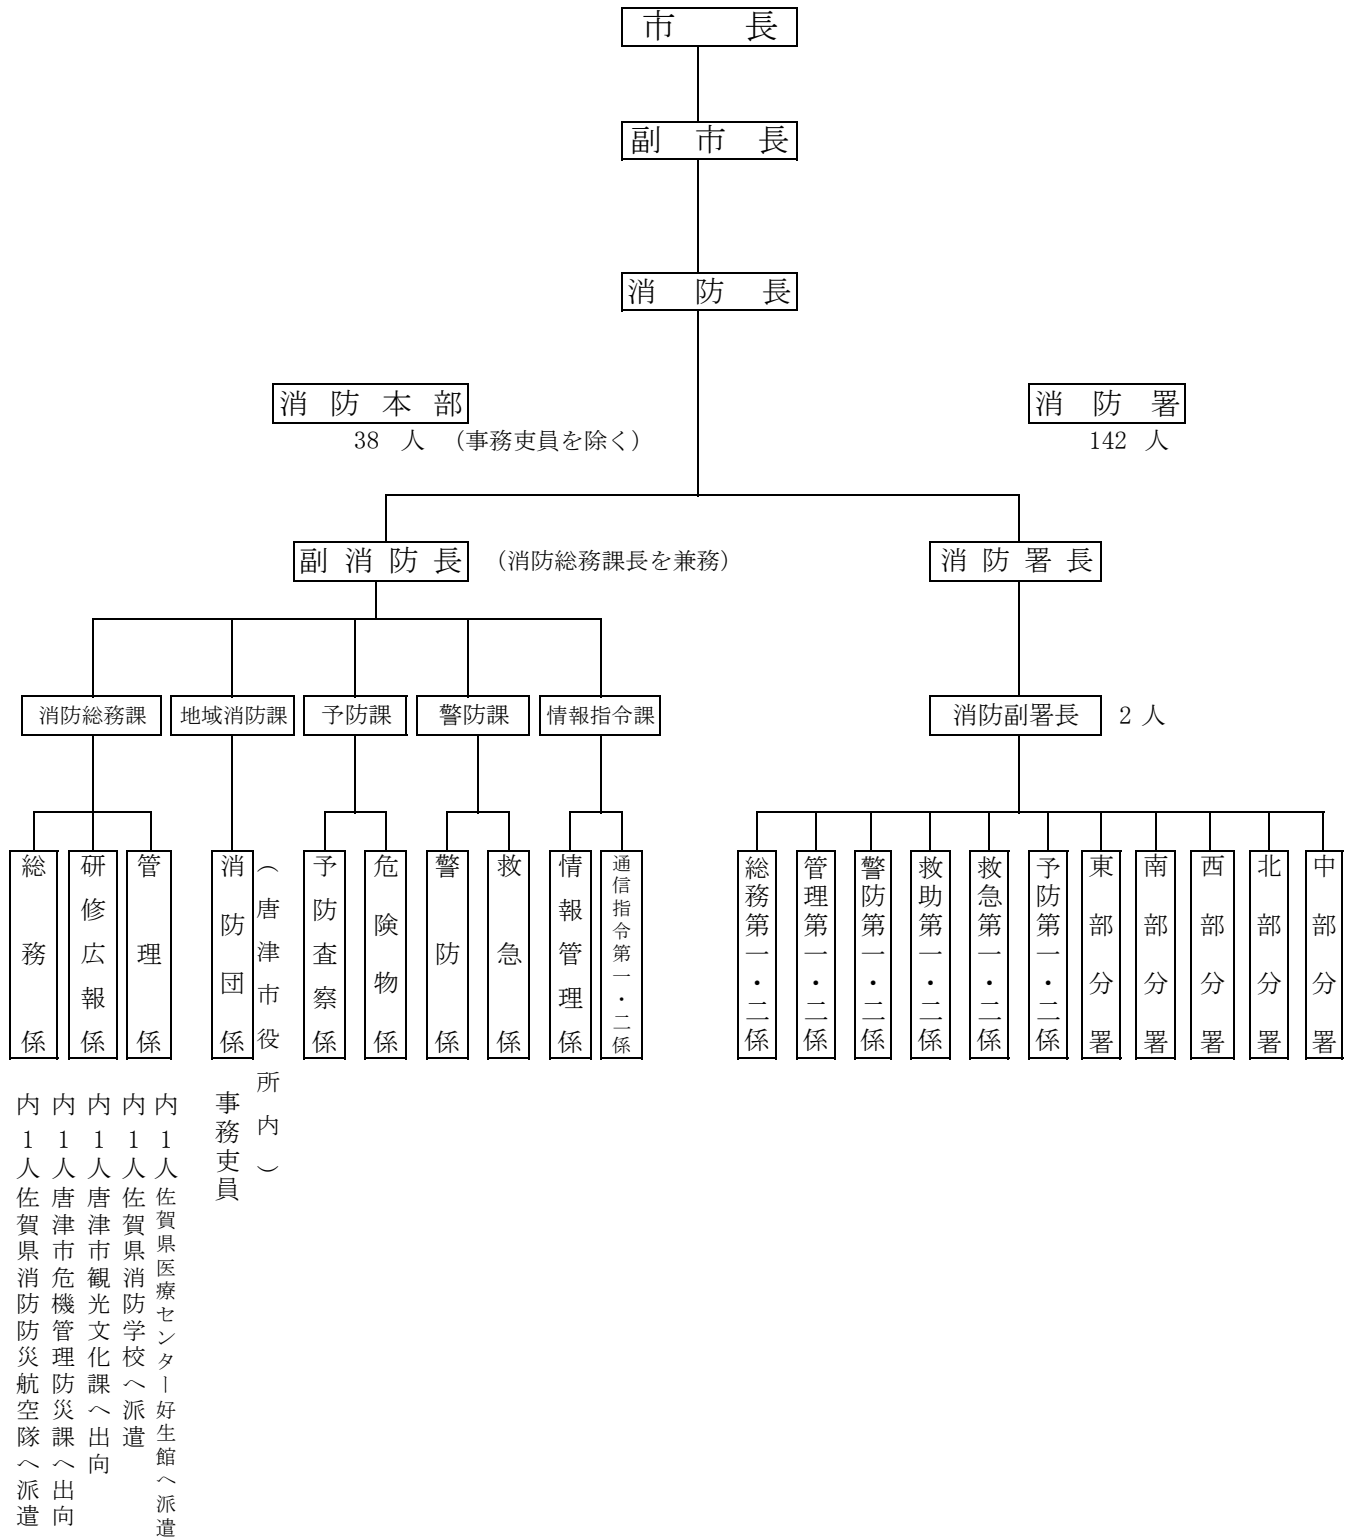 市長
副市長
消防長
消防本部
38 人 （事務吏員を除く）
消防署
142 人
副消防長
（消防総務課長を兼務）
消防署長
消防総務課
地域消防課
予防課
警防課
情報指令課
消防副署長
2 人
総務係
研修広報係
管理係
消防団係
（唐津市役所内）
予防査察係
危険物係
警防係
救急係
情報管理係
通信指令第一・二係
総務第一・二係
管理第一・二係
警防第一・二係
救助第一・二係
救急第一・二係
予防第一・二係
東部分署
南部分署
西部分署
北部分署
中部分署
内1人佐賀県消防防災航空隊へ派遣
内1人唐津市危機管理防災課へ出向
内1人唐津市観光文化課へ出向
内1人佐賀県消防学校へ派遣
内1人佐賀県医療センター好生館へ派遣
事務吏員